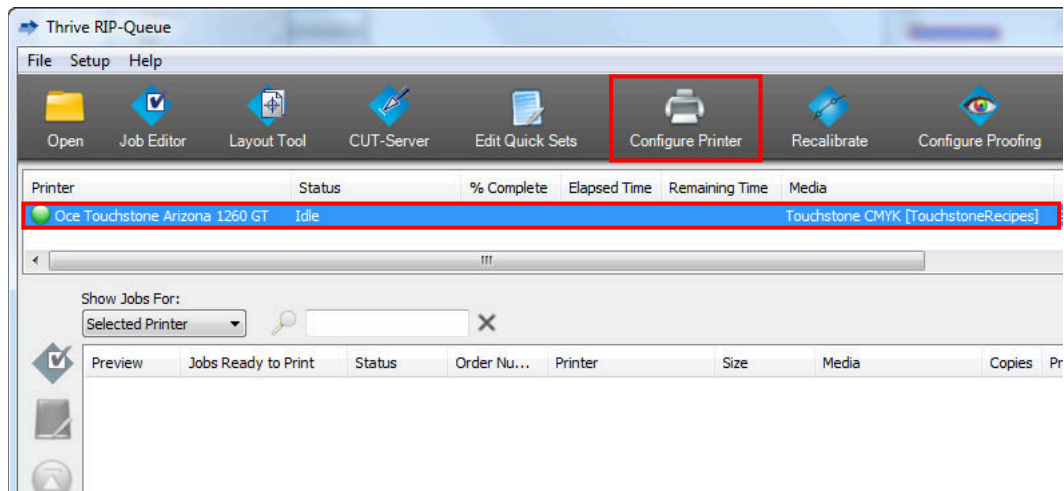 Thrive RIP-Queue
File Setup Help
Open Job Editor Layout Tool CUT-Server Edit Quick Sets Configure Printer Recalibrate Configure Proofing
Printer Status % Complete Elapsed Time Remaining Time Media
Oce Touchstone Arizona 1260 GT Idle Touchstone CMYK [TouchstoneRecipes]
Show Jobs For:
Selected Printer
Preview Jobs Ready to Print Status Order Nu... Printer Size Media Copies Pr